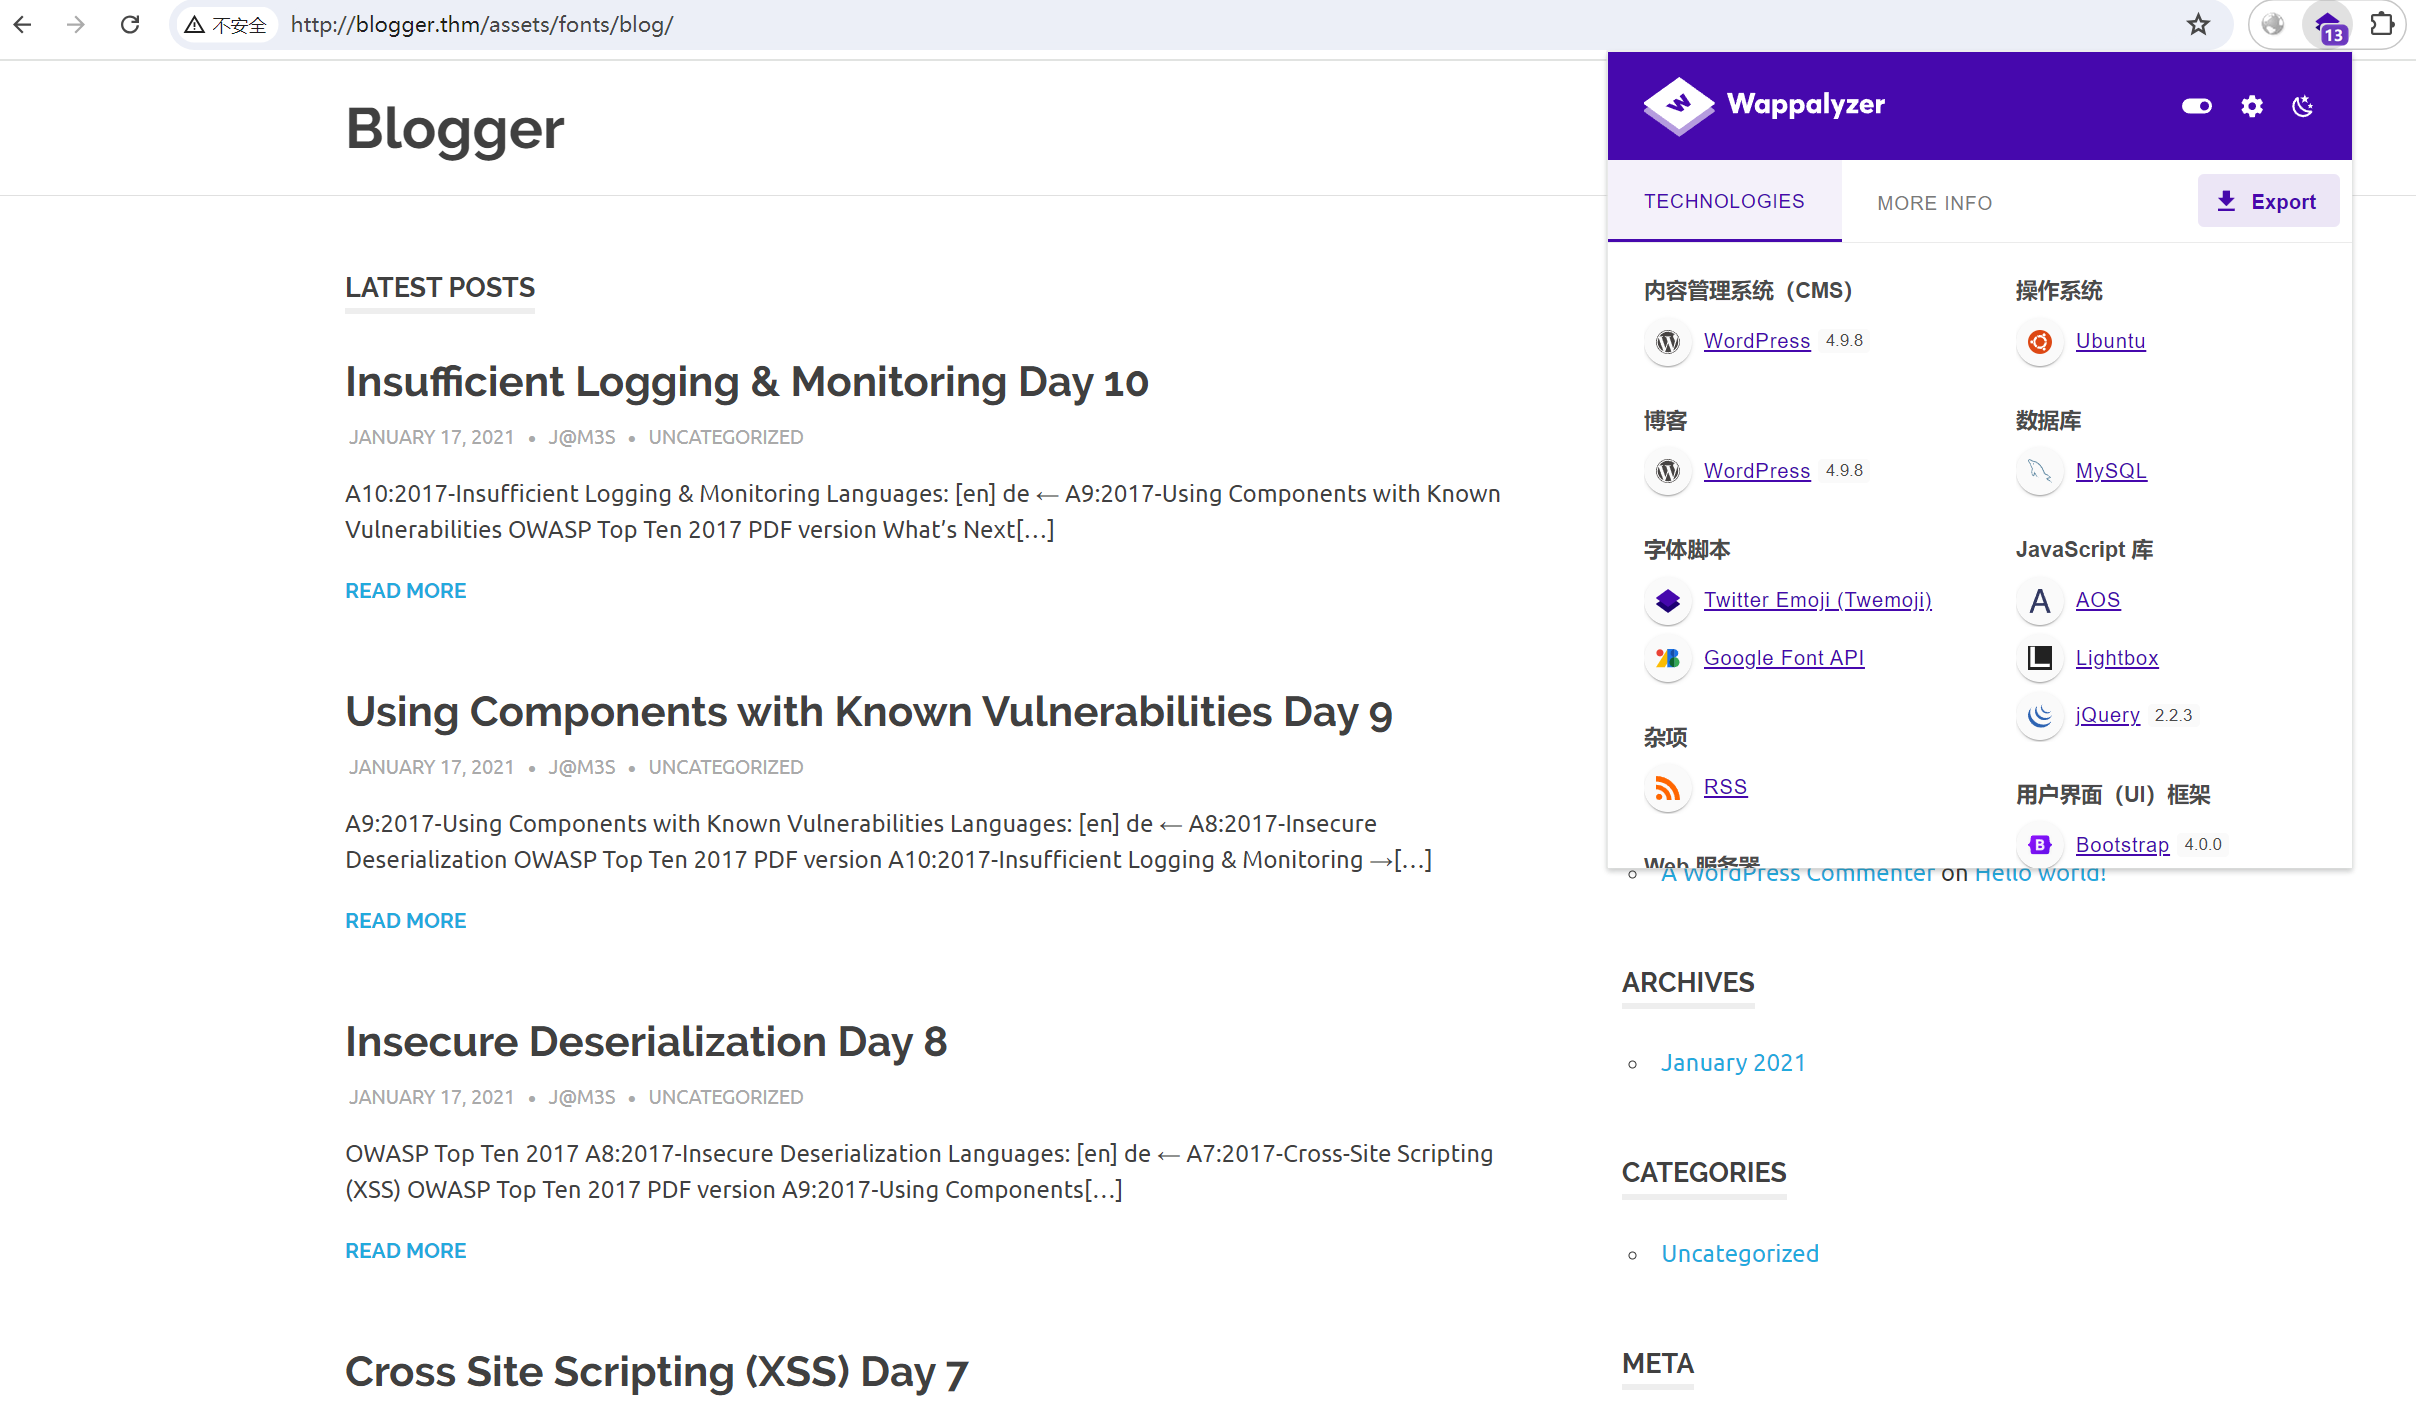 不安全 http://blogger.thm/assets/fonts/blog/
13
Blogger
LATEST POSTS
Insufficient Logging & Monitoring Day 10
JANUARY 17, 2021 • J@M3S • UNCATEGORIZED
A10:2017-Insufficient Logging & Monitoring Languages: [en] de ← A9:2017-Using Components with Known
Vulnerabilities OWASP Top Ten 2017 PDF version What’s Next[…]
READ MORE
Using Components with Known Vulnerabilities Day 9
JANUARY 17, 2021 • J@M3S • UNCATEGORIZED
A9:2017-Using Components with Known Vulnerabilities Languages: [en] de ← A8:2017-Insecure
Deserialization OWASP Top Ten 2017 PDF version A10:2017-Insufficient Logging & Monitoring →[…]
READ MORE
Insecure Deserialization Day 8
JANUARY 17, 2021 • J@M3S • UNCATEGORIZED
OWASP Top Ten 2017 A8:2017-Insecure Deserialization Languages: [en] de ← A7:2017-Cross-Site Scripting
(XSS) OWASP Top Ten 2017 PDF version A9:2017-Using Components[…]
READ MORE
Cross Site Scripting (XSS) Day 7
Wappalyzer
TECHNOLOGIES
MORE INFO
Export
内容管理系统（CMS）
WordPress 4.9.8
博客
WordPress 4.9.8
字体脚本
Twitter Emoji (Twemoji)
Google Font API
杂项
RSS
Web 服务器
操作系统
Ubuntu
数据库
MySQL
JavaScript 库
AOS
Lightbox
jQuery 2.2.3
用户界面（UI）框架
Bootstrap 4.0.0
A WordPress Commenter on Hello world!
ARCHIVES
January 2021
CATEGORIES
Uncategorized
META